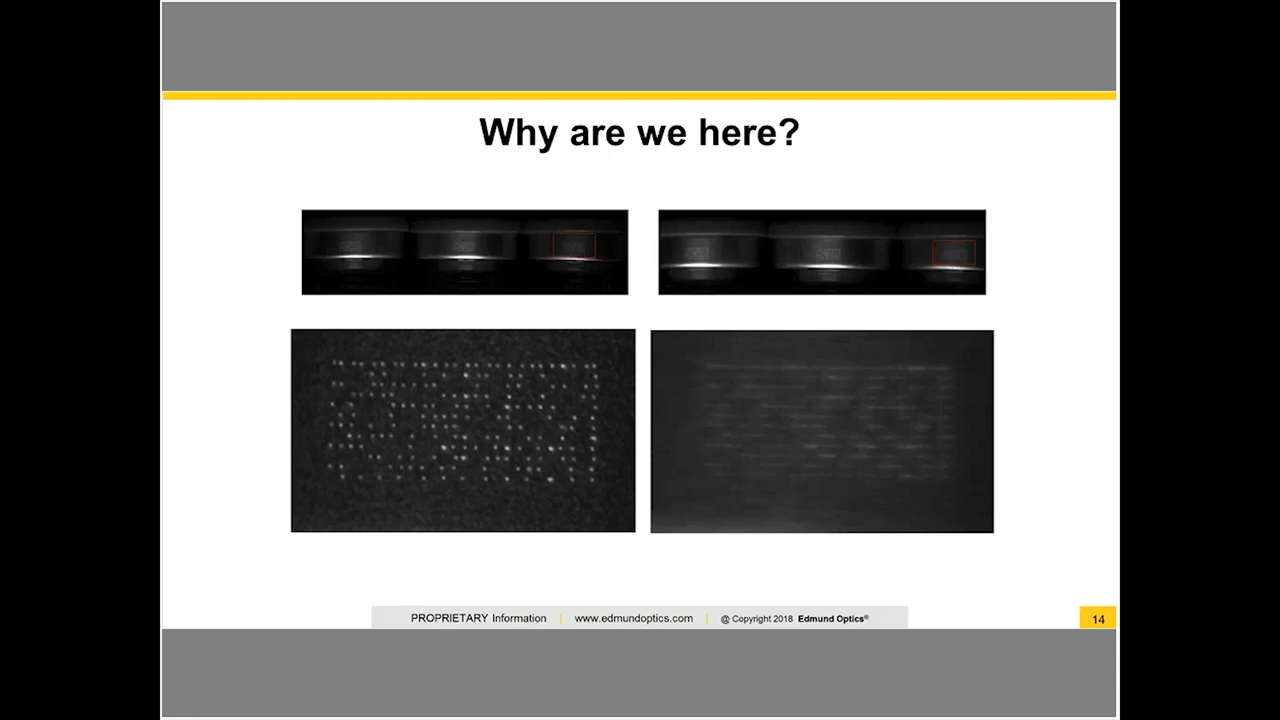 Why are we here?
PROPRIETARY Information | www.edmundoptics.com | @ Copyright 2018 Edmund Optics®
14